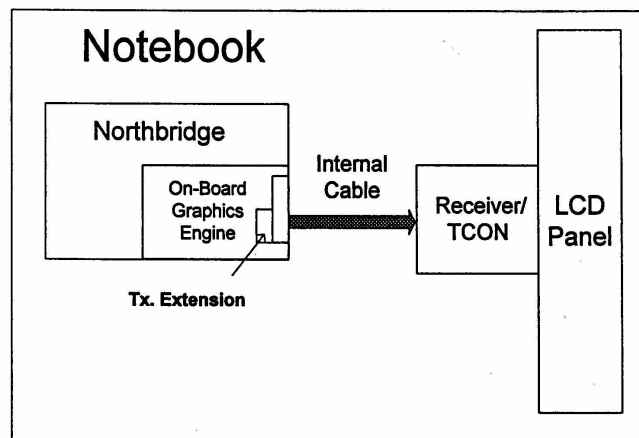 Notebook
Northbridge
On-Board
Graphics
Engine
Tx. Extension
Internal
Cable
Receiver/
TCON
LCD
Panel